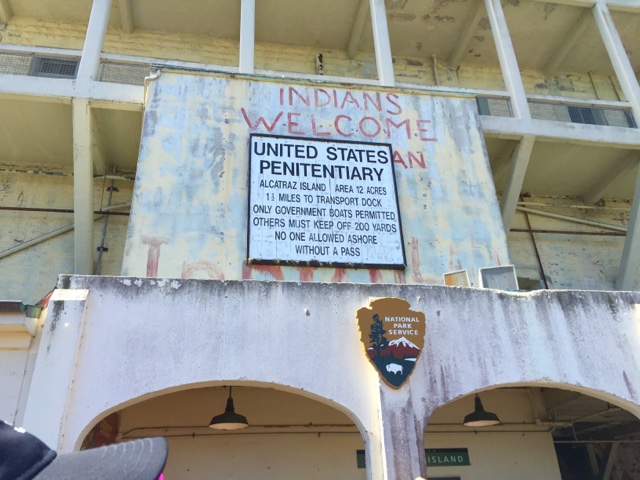 INDIANS
WELCOME
UNITED STATES
PENITENTIARY
ALCATRAZ ISLAND AREA 12 ACRES
1½ MILES TO TRANSPORT DOCK
ONLY GOVERNMENT BOATS PERMITTED
OTHERS MUST KEEP OFF 200 YARDS
NO ONE ALLOWED ASHORE
WITHOUT A PASS
AN
NATIONAL
PARK
SERVICE
ISLAND